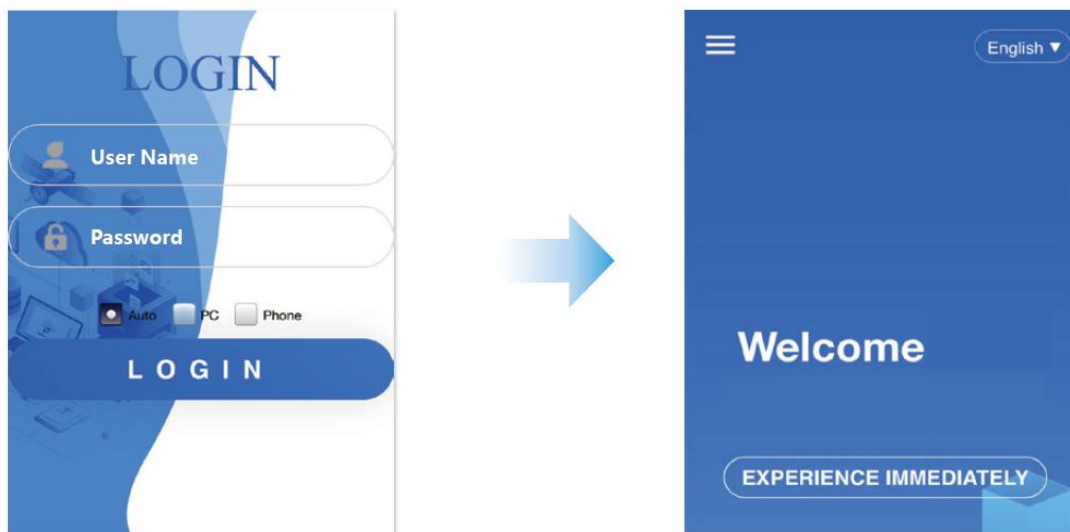 LOGIN
User Name
Password
Auto PC Phone
LOGIN
English ▼
Welcome
EXPERIENCE IMMEDIATELY